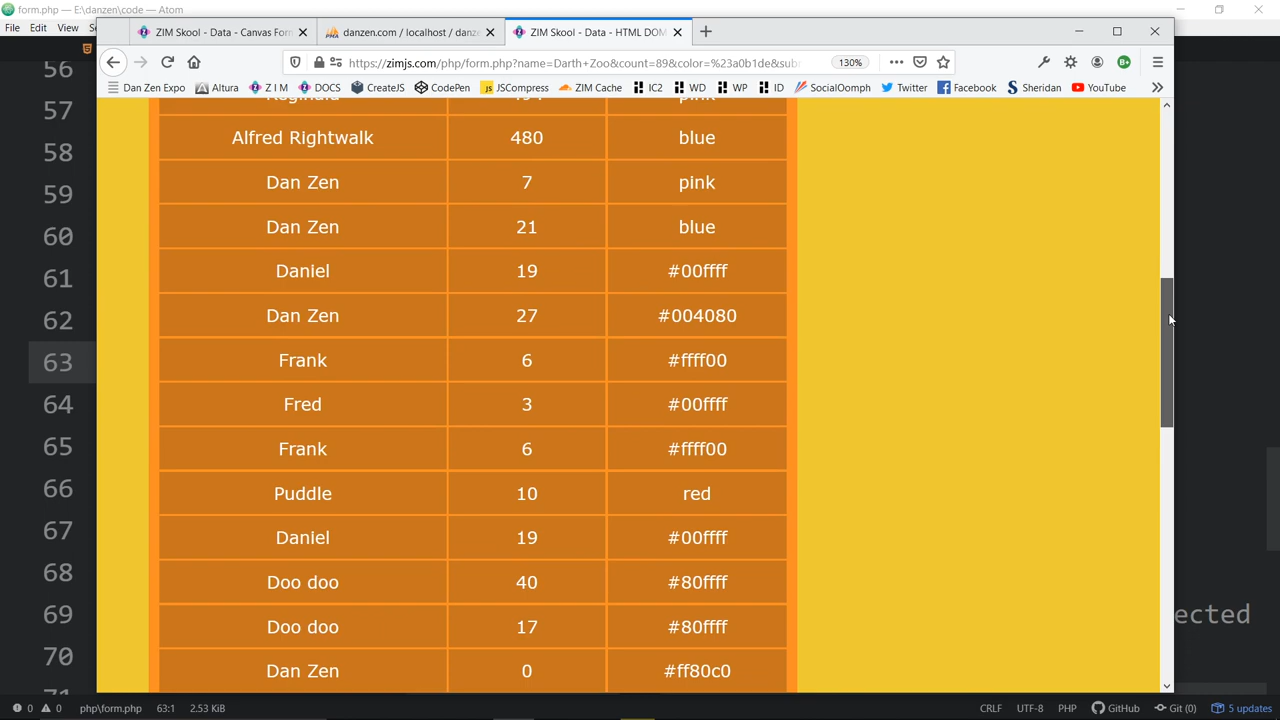 form.php — E:\danzen\code — Atom
File Edit View
ZIM Skool - Data - Canvas Forn
danzen.com / localhost / danze
ZIM Skool - Data - HTML DOM
https://zimjs.com/php/form.php?name=Darth+Zoo&count=89&color=%23a0b1de&subr
130%
Dan Zen Expo Altura Z I M DOCS CreateJS CodePen JSCompress ZIM Cache IC2 WD WP ID SocialOomph Twitter Facebook Sheridan YouTube
Reginald pink
Alfred Rightwalk 480 blue
Dan Zen 7 pink
Dan Zen 21 blue
Daniel 19 #00ffff
Dan Zen 27 #004080
Frank 6 #ffff00
Fred 3 #00ffff
Frank 6 #ffff00
Puddle 10 red
Daniel 19 #00ffff
Doo doo 40 #80ffff
Doo doo 17 #80ffff
Dan Zen 0 #ff80c0
56
57
58
59
60
61
62
63
64
65
66
67
68
69 ected
70
71
0 0 php\form.php 63:1 2.53 KiB CRLF UTF-8 PHP GitHub Git (0) 5 updates